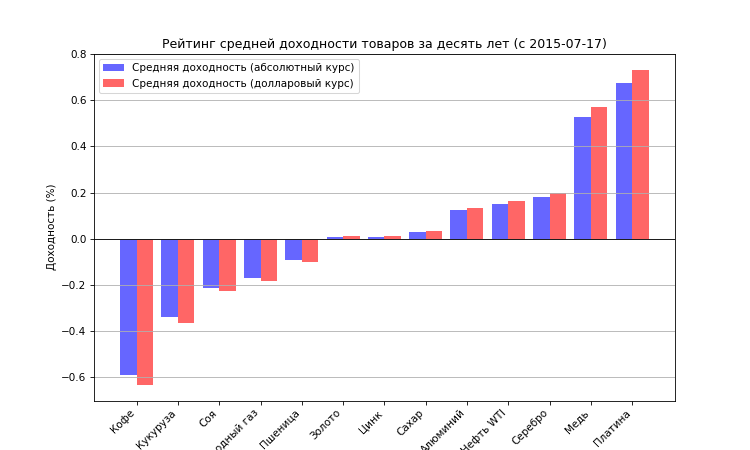 Рейтинг средней доходности товаров за десять лет (с 2015-07-17)
Средняя доходность (абсолютный курс)
Средняя доходность (долларовый курс)
Доходность (%)
0.8
0.6
0.4
0.2
0.0
−0.2
−0.4
−0.6
Кофе
Кукуруза
Соя
газ
Пшеница
Золото
Цинк
Сахар
Алюминий
Нефть WTI
Серебро
Медь
Платина